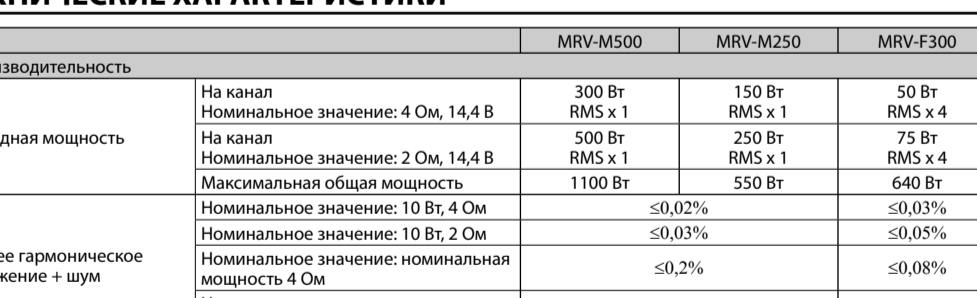 MRV-M500 MRV-M250 MRV-F300
На канал
Номинальное значение: 4 Ом, 14,4 В
300 Вт
RMS x 1
150 Вт
RMS x 1
50 Вт
RMS x 4
дная мощность
На канал
Номинальное значение: 2 Ом, 14,4 В
500 Вт
RMS x 1
250 Вт
RMS x 1
75 Вт
RMS x 4
Максимальная общая мощность 1100 Вт 550 Вт 640 Вт
Номинальное значение: 10 Вт, 4 Ом ≤0,02% ≤0,03%
Номинальное значение: 10 Вт, 2 Ом ≤0,03% ≤0,05%
ее гармоническое
жение + шум
Номинальное значение: номинальная
мощность 4 Ом
≤0,2% ≤0,08%